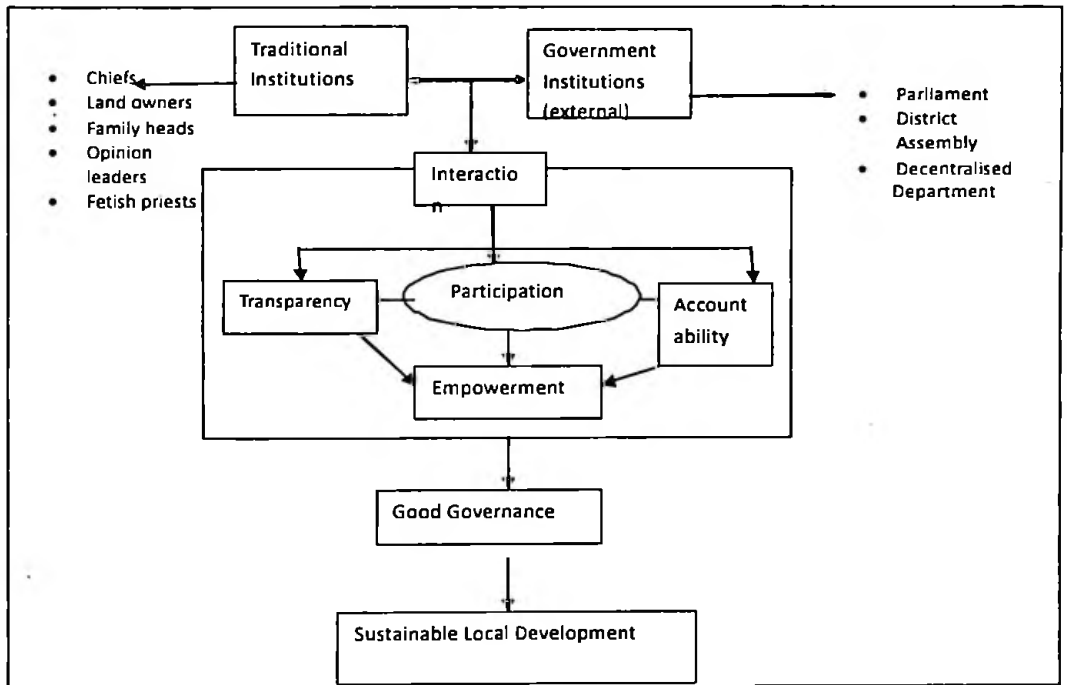 Traditional
Institutions
Government
Institutions
(external)
• Chiefs
• Land owners
• Family heads
• Opinion
leaders
• Fetish priests
• Parliament
• District
Assembly
• Decentralised
Department
Interactio
n
Transparency
Participation
Account
ability
Empowerment
Good Governance
Sustainable Local Development